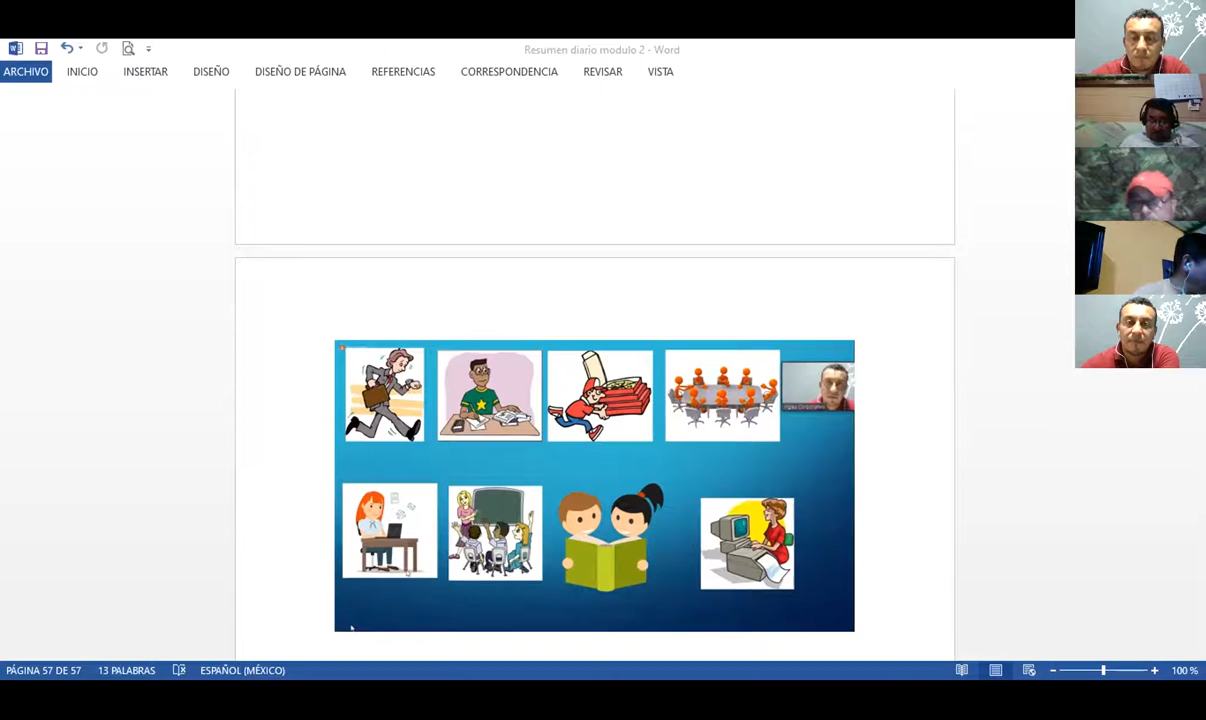 Resumen diario modulo 2 - Word
ARCHIVO INICIO INSERTAR DISEÑO DISEÑO DE PÁGINA REFERENCIAS CORRESPONDENCIA REVISAR VISTA
PÁGINA 57 DE 57 13 PALABRAS ESPAÑOL (MÉXICO) 100 %